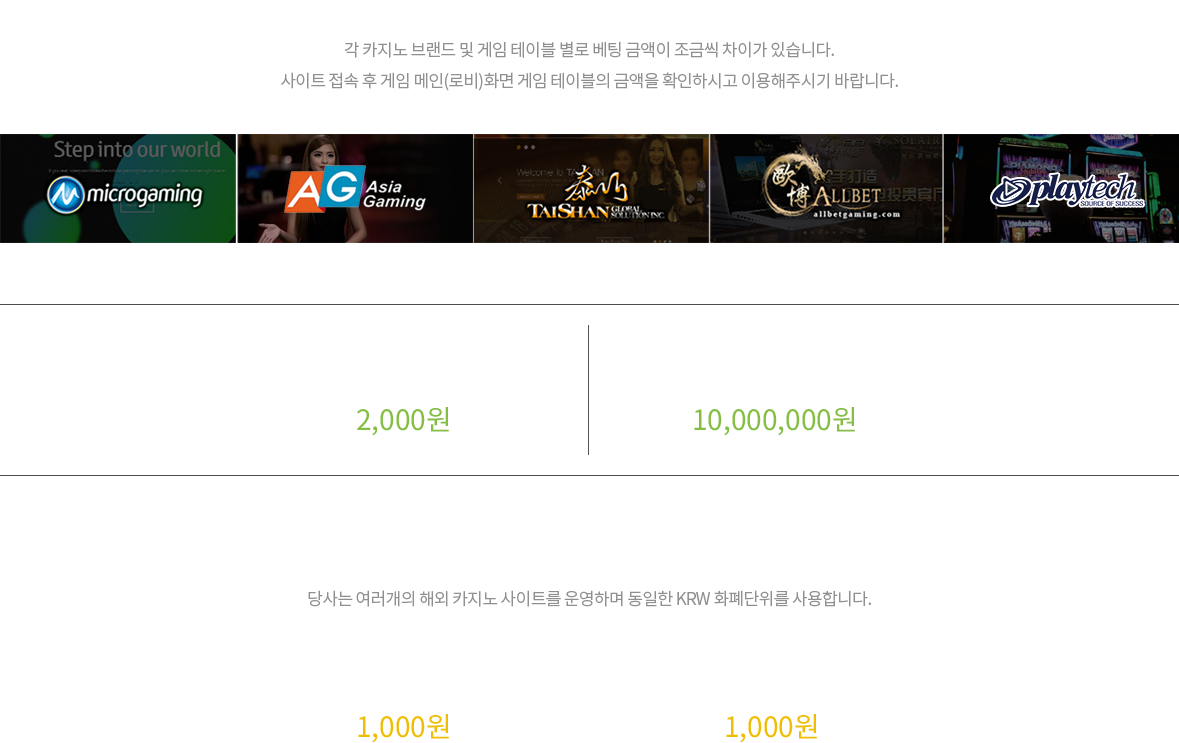 각 카지노 브랜드 및 게임 테이블 별로 베팅 금액이 조금씩 차이가 있습니다.
사이트 접속 후 게임 메인(로비)화면 게임 테이블의 금액을 확인하시고 이용해주시기 바랍니다.
Step into our world
microgaming
AG Asia Gaming
Welcome to TAISHAN
泰山
TAISHAN GLOBAL SOLUTION INC.
歐博 ALLBET
allbetgaming.com
playtech
SOURCE OF SUCCESS
2,000원
10,000,000원
당사는 여러개의 해외 카지노 사이트를 운영하며 동일한 KRW 화폐단위를 사용합니다.
1,000원
1,000원